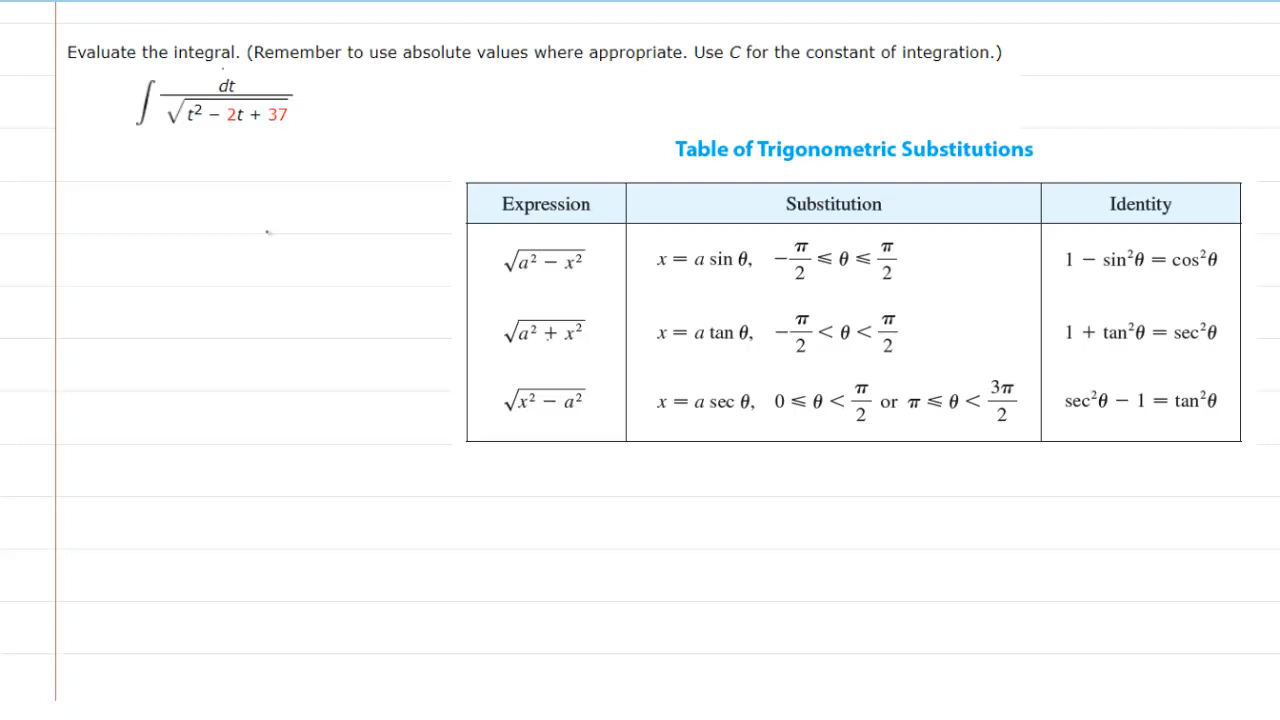 Evaluate the integral. (Remember to use absolute values where appropriate. Use C for the constant of integration.)
∫ dt / √(t² − 2t + 37)
Table of Trigonometric Substitutions
Expression Substitution Identity
√(a² − x²) x = a sin θ, −π/2 ⩽ θ ⩽ π/2 1 − sin²θ = cos²θ
√(a² + x²) x = a tan θ, −π/2 < θ < π/2 1 + tan²θ = sec²θ
√(x² − a²) x = a sec θ, 0 ⩽ θ < π/2 or π ⩽ θ < 3π/2 sec²θ − 1 = tan²θ